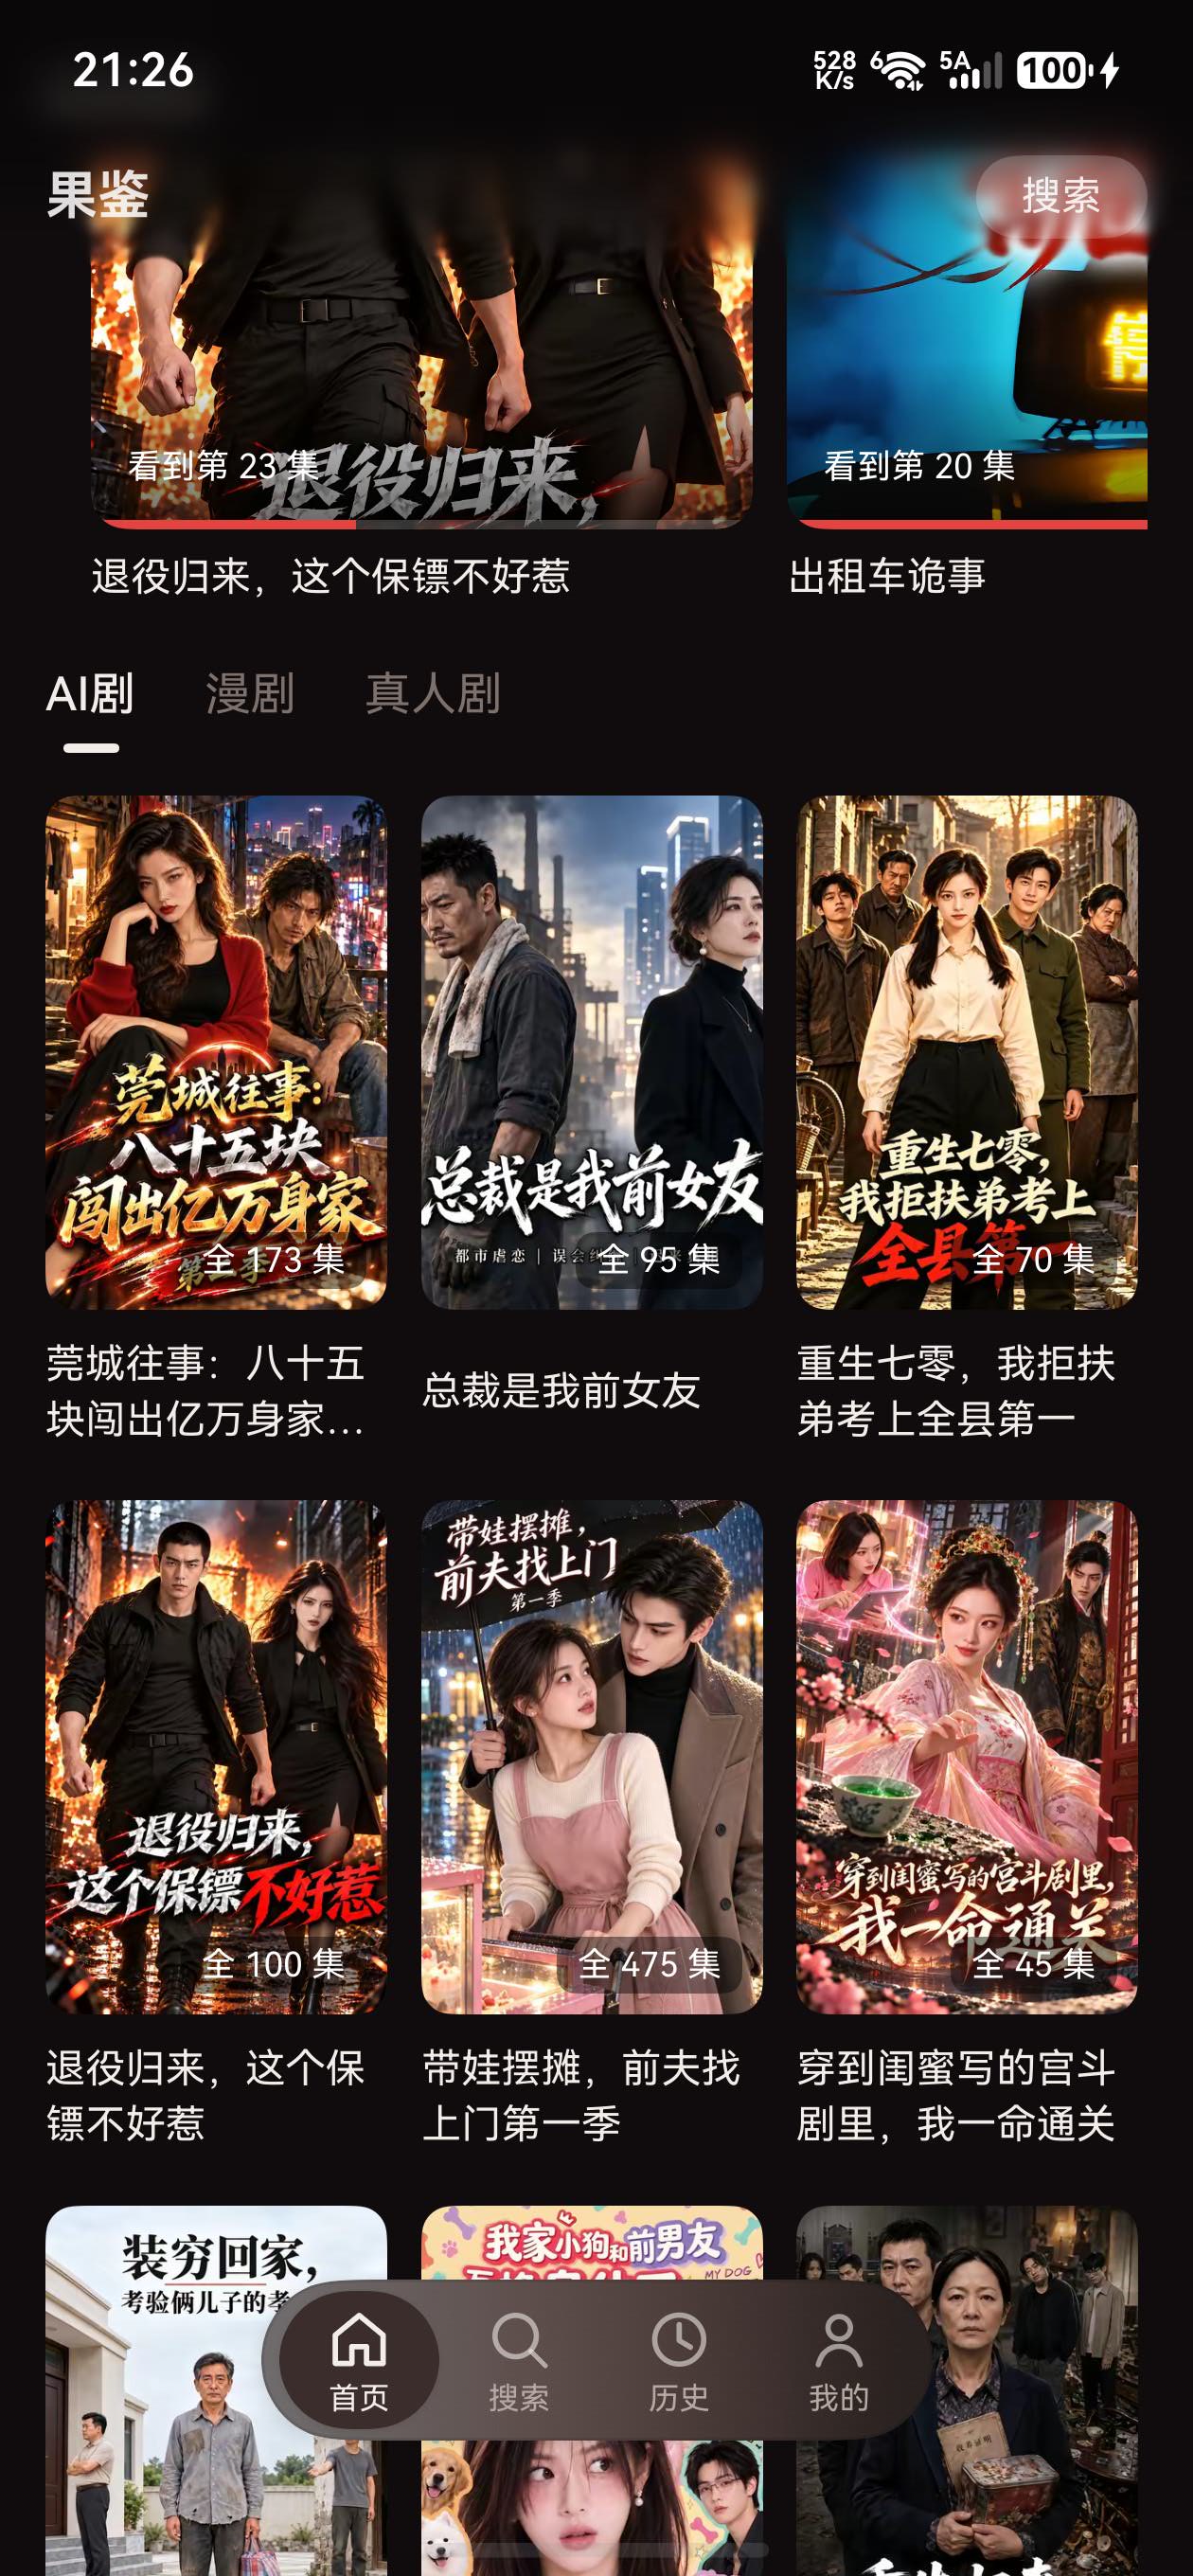 21:26
528 K/s
6
5A
100
果鉴
搜索
退役归来,
看到第 23 集
看到第 20 集
退役归来，这个保镖不好惹
出租车诡事
AI剧
漫剧
真人剧
莞城往事:
八十五块
闯出亿万身家
全 173 集
总裁是我前女友
都市虐恋 | 误会
全 95 集
重生七零,
我拒扶弟考上
全县第一
全 70 集
莞城往事：八十五
块闯出亿万身家...
总裁是我前女友
重生七零，我拒扶
弟考上全县第一
退役归来,
这个保镖不好惹
全 100 集
带娃摆摊,
前夫找上门
第一季
全 475 集
穿到闺蜜写的宫斗剧里,
我一命通关
全 45 集
退役归来，这个保
镖不好惹
带娃摆摊，前夫找
上门第一季
穿到闺蜜写的宫斗
剧里，我一命通关
装穷回家,
考验俩儿子的孝
我家小狗和前男友
MY DOG
收养证明
首页
搜索
历史
我的